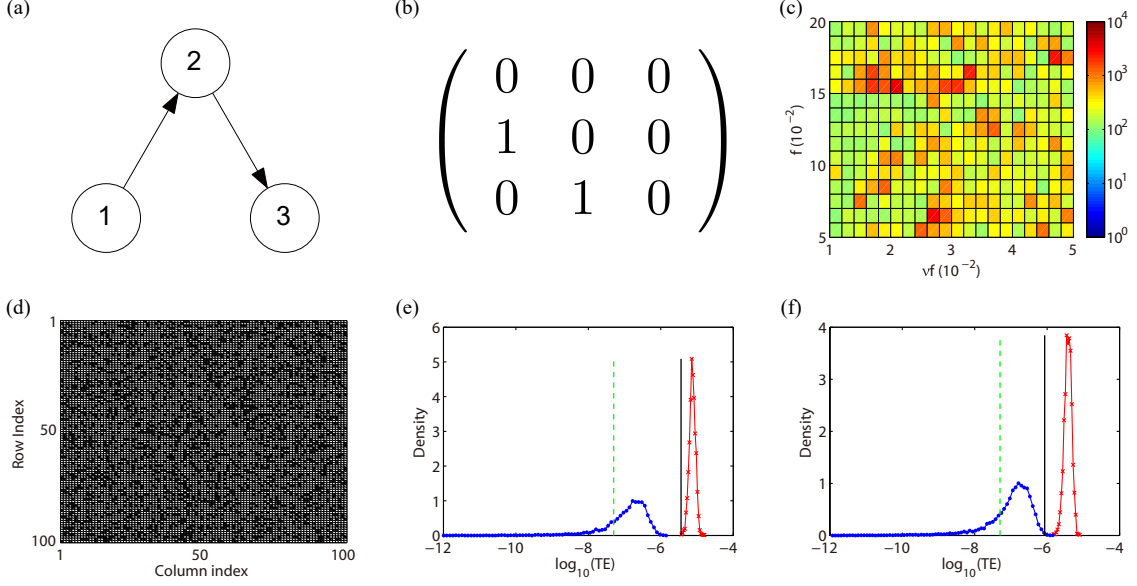 (a)
2
1
3
(b)
0 0 0
1 0 0
0 1 0
(c)
20
15
10
5
f (10⁻²)
1 2 3 4 5
νf (10⁻²)
10⁴
10³
10²
10¹
10⁰
(d)
1
50
100
Row Index
1 50 100
Column index
(e)
6
5
4
3
2
1
0
Density
−12 −10 −8 −6 −4
log₁₀(TE)
(f)
4
3
2
1
0
Density
−12 −10 −8 −6 −4
log₁₀(TE)